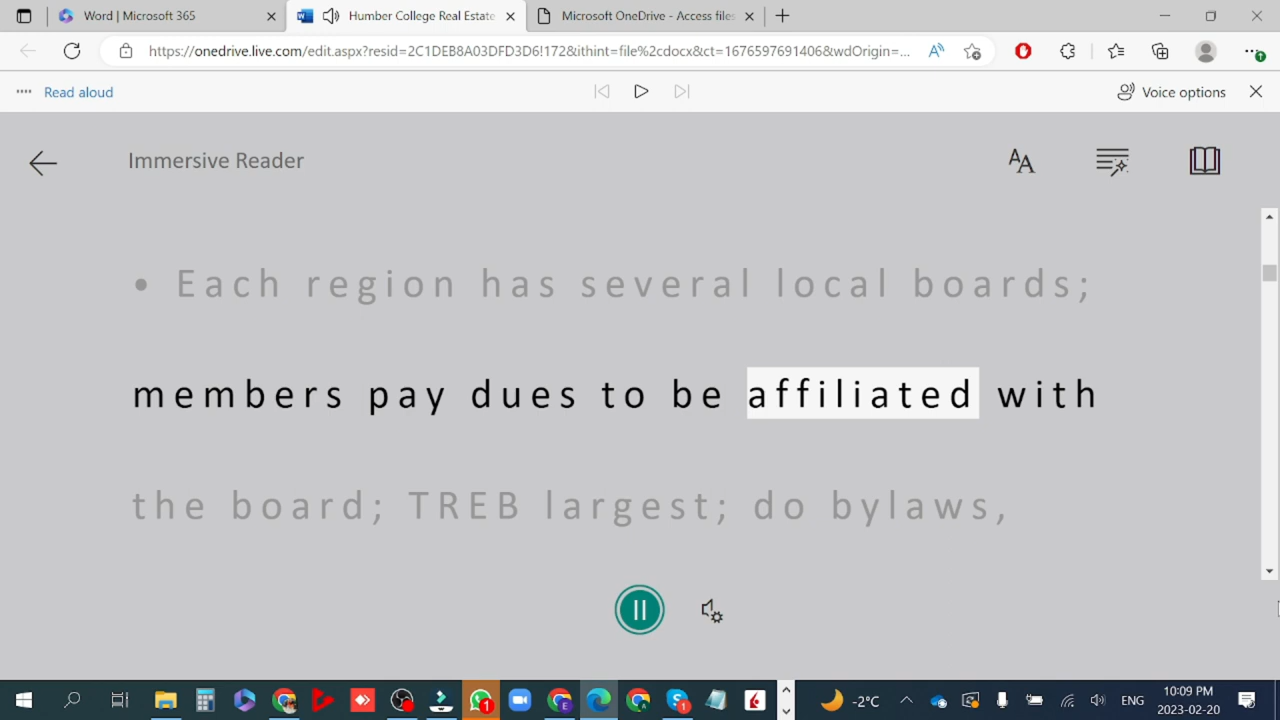 Word | Microsoft 365
Humber College Real Estate
Microsoft OneDrive - Access files
https://onedrive.live.com/edit.aspx?resid=2C1DEB8A03DFD3D6!172&ithint=file%2cdocx&ct=1676597691406&wdOrigin=...
Read aloud
Voice options
Immersive Reader
• Each region has several local boards;
members pay dues to be affiliated with
the board; TREB largest; do bylaws,
-2°C
ENG
10:09 PM
2023-02-20